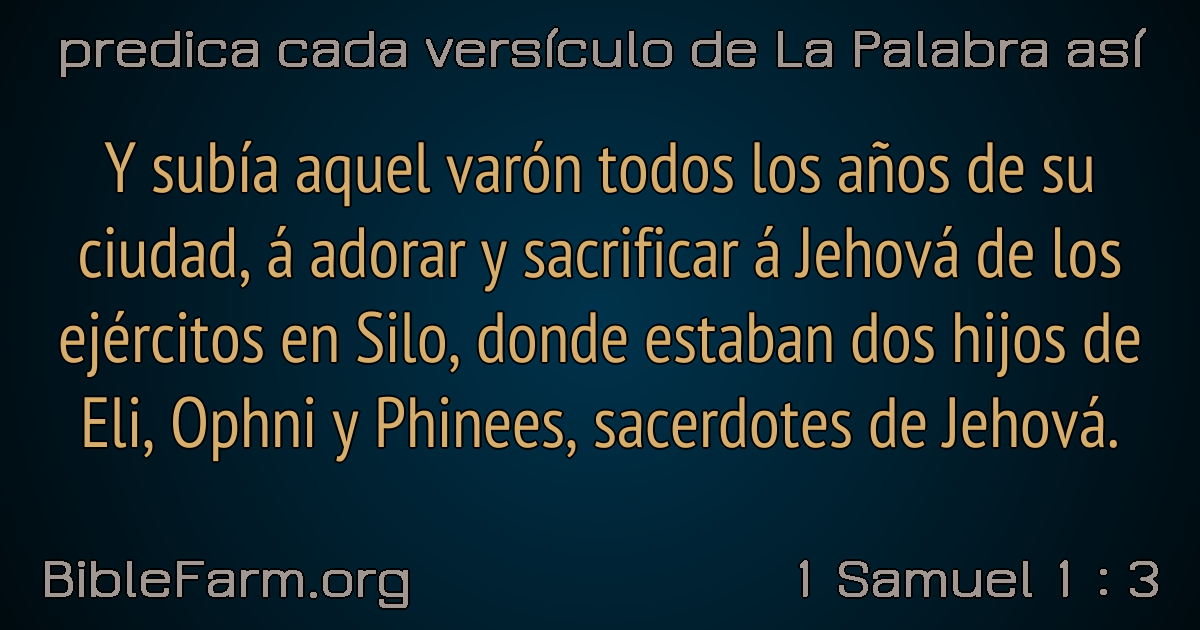 predica cada versículo de La Palabra así
Y subía aquel varón todos los años de su
ciudad, á adorar y sacrificar á Jehová de los
ejércitos en Silo, donde estaban dos hijos de
Eli, Ophni y Phinees, sacerdotes de Jehová.
BibleFarm.org
1 Samuel 1 : 3